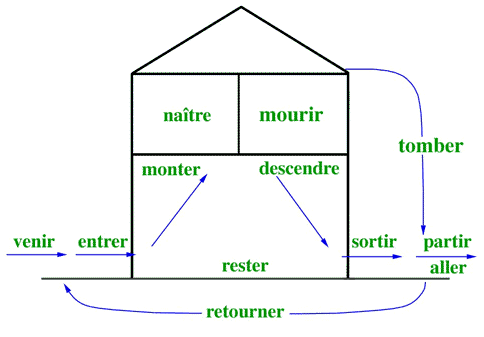 naître
mourir
tomber
monter
descendre
venir
entrer
sortir
partir
rester
aller
retourner